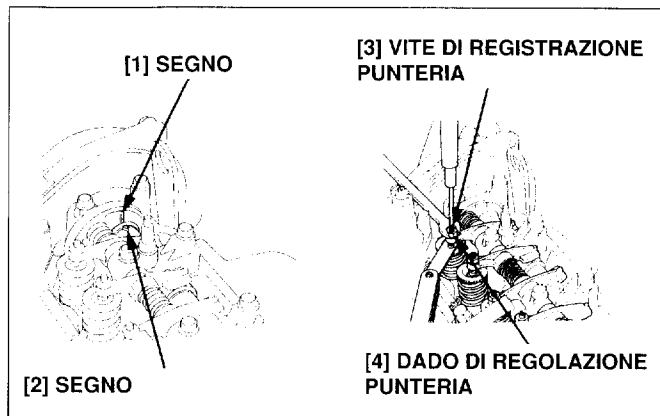 [1] SEGNO
[2] SEGNO
[3] VITE DI REGISTRAZIONE
PUNTERIA
[4] DADO DI REGOLAZIONE
PUNTERIA